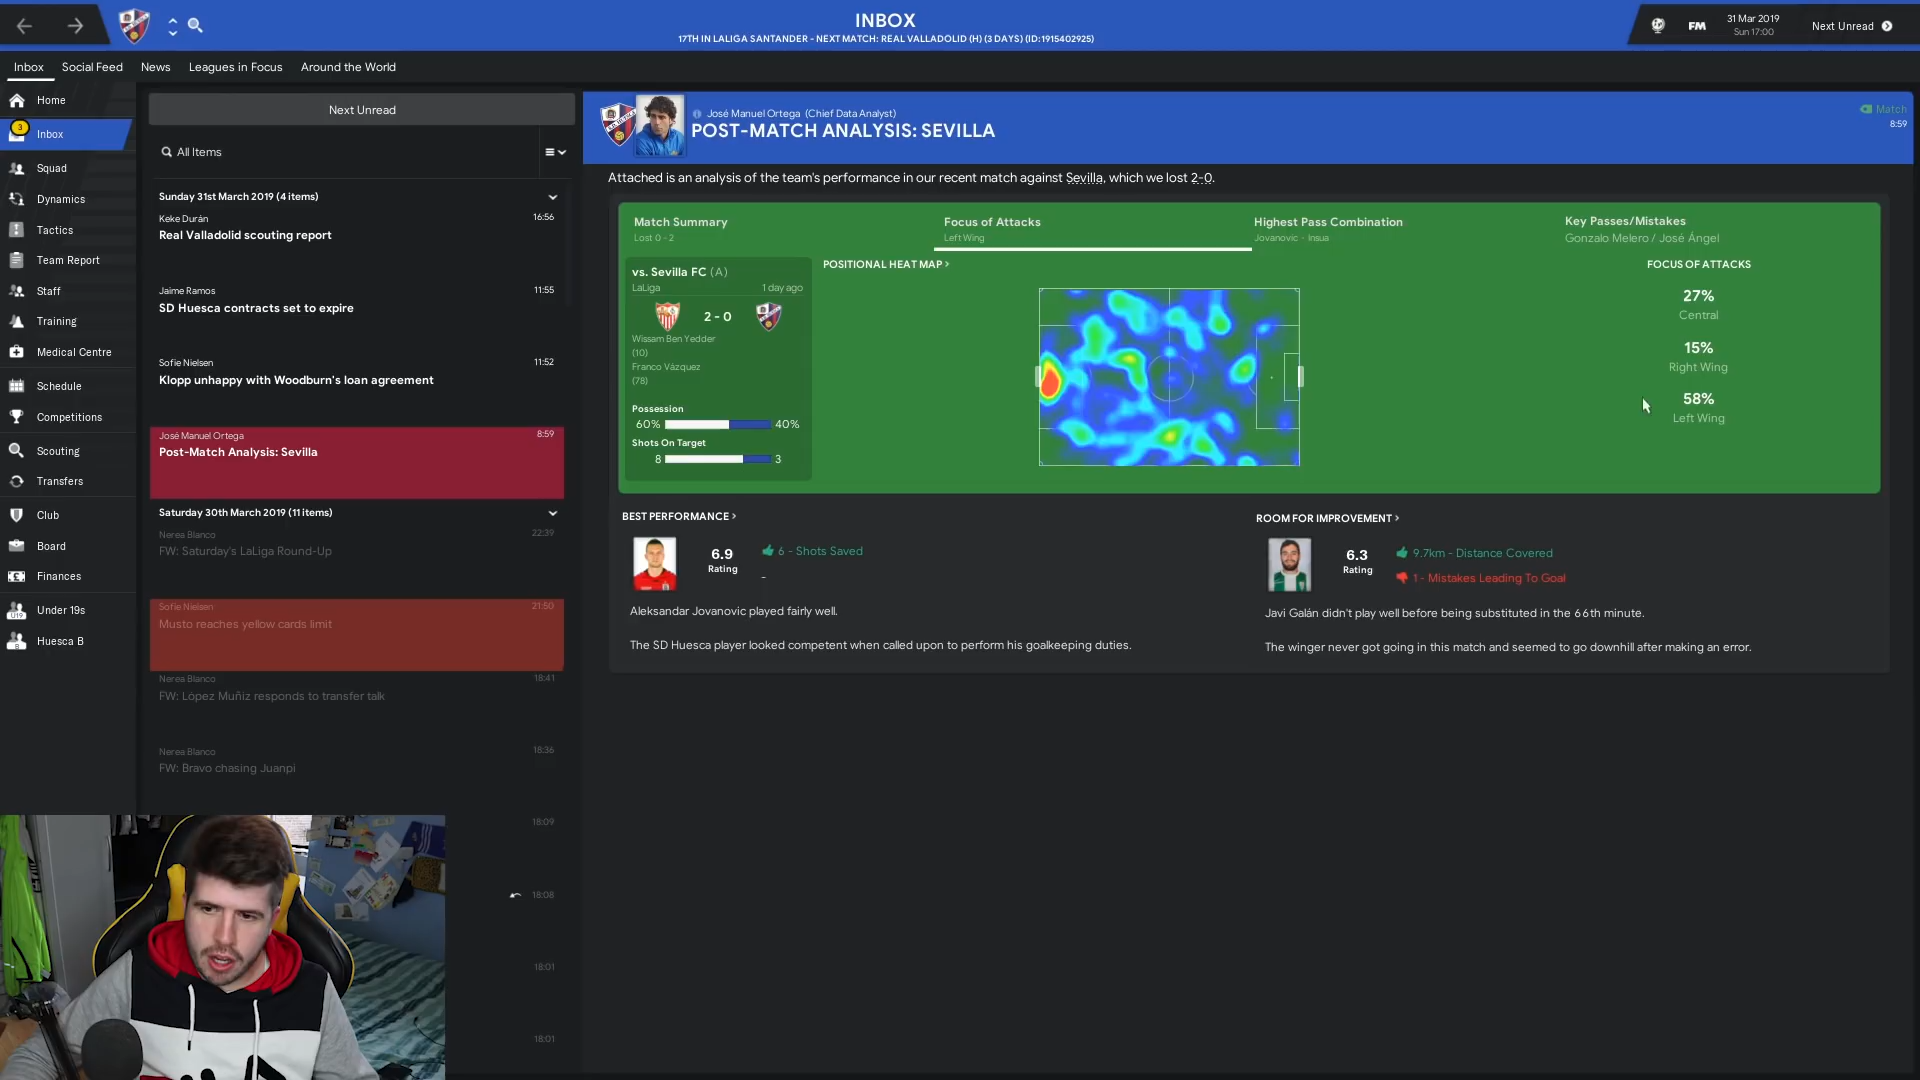 INBOX
17TH IN LALIGA SANTANDER - NEXT MATCH: REAL VALLADOLID (H) (3 DAYS) (ID:1915402925)
FM
31 Mar 2019
Sun 17:00
Next Unread
Inbox
Social Feed
News
Leagues in Focus
Around the World
Home
3
Inbox
Squad
Dynamics
Tactics
Team Report
Staff
Training
Medical Centre
Schedule
Competitions
Scouting
Transfers
Club
Board
Finances
Under 19s
Huesca B
Next Unread
All Items
Sunday 31st March 2019 (4 items)
Keke Durán 16:56
Real Valladolid scouting report
Jaime Ramos 11:55
SD Huesca contracts set to expire
Sofie Nielsen 11:52
Klopp unhappy with Woodburn's loan agreement
José Manuel Ortega 8:59
Post-Match Analysis: Sevilla
Saturday 30th March 2019 (11 items)
Nerea Blanco 22:39
FW: Saturday's LaLiga Round-Up
Sofie Nielsen 21:50
Musto reaches yellow cards limit
Nerea Blanco 18:41
FW: López Muñiz responds to transfer talk
Nerea Blanco 18:36
FW: Bravo chasing Juanpi
18:09
18:08
18:01
18:01
José Manuel Ortega (Chief Data Analyst)
POST-MATCH ANALYSIS: SEVILLA
Match
8:59
Attached is an analysis of the team's performance in our recent match against Sevilla, which we lost 2-0.
Match Summary
Lost 0 - 2
Focus of Attacks
Left Wing
Highest Pass Combination
Jovanovic - Insua
Key Passes/Mistakes
Gonzalo Melero / José Ángel
vs. Sevilla FC (A)
LaLiga 1 day ago
2 - 0
Wissam Ben Yedder
(10)
Franco Vázquez
(78)
Possession
60% 40%
Shots On Target
8 3
POSITIONAL HEAT MAP >
FOCUS OF ATTACKS
27%
Central
15%
Right Wing
58%
Left Wing
BEST PERFORMANCE >
6.9
Rating
6 - Shots Saved
-
Aleksandar Jovanovic played fairly well.
The SD Huesca player looked competent when called upon to perform his goalkeeping duties.
ROOM FOR IMPROVEMENT >
6.3
Rating
9.7km - Distance Covered
1 - Mistakes Leading To Goal
Javi Galán didn't play well before being substituted in the 66th minute.
The winger never got going in this match and seemed to go downhill after making an error.